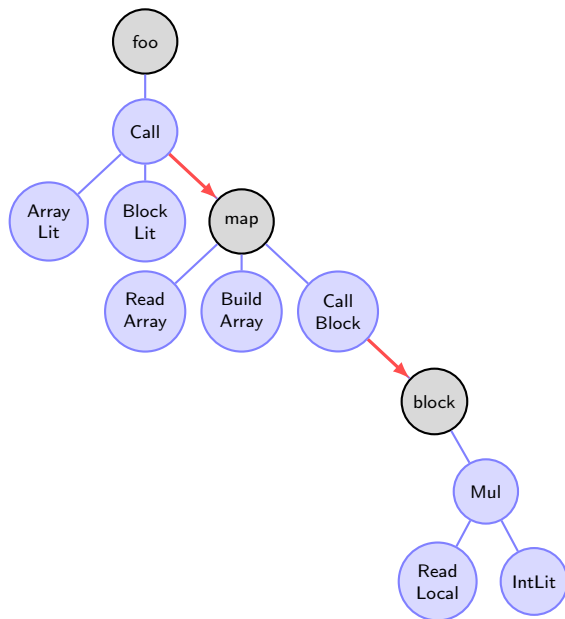 foo
Call
Array
Lit
Block
Lit
map
Read
Array
Build
Array
Call
Block
block
Mul
Read
Local
IntLit